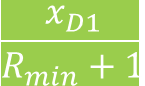 x_{D1}
R_{min} + 1